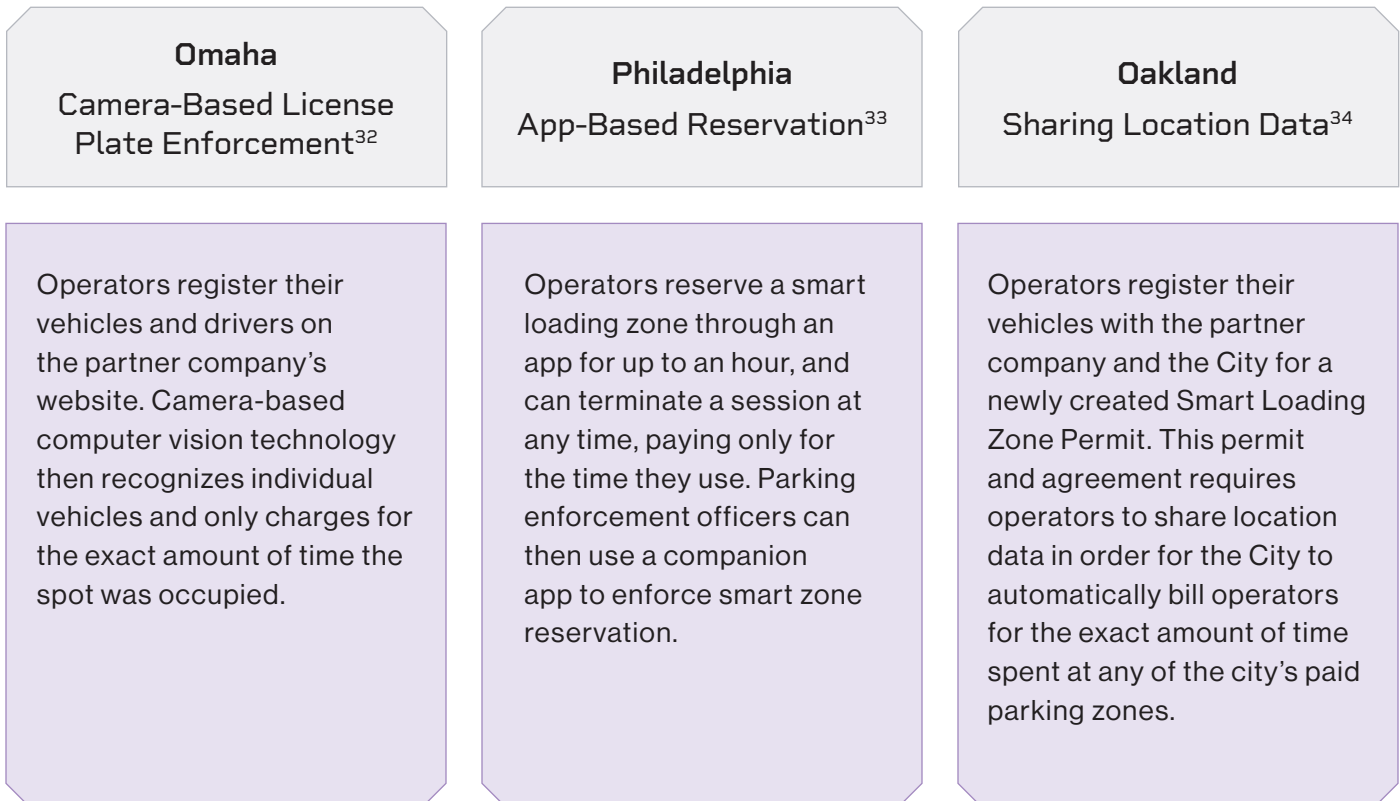 Omaha
Camera-Based License
Plate Enforcement³²
Operators register their
vehicles and drivers on
the partner company’s
website. Camera-based
computer vision technology
then recognizes individual
vehicles and only charges for
the exact amount of time the
spot was occupied.
Philadelphia
App-Based Reservation³³
Operators reserve a smart
loading zone through an
app for up to an hour, and
can terminate a session at
any time, paying only for
the time they use. Parking
enforcement officers can
then use a companion
app to enforce smart zone
reservation.
Oakland
Sharing Location Data³⁴
Operators register their
vehicles with the partner
company and the City for a
newly created Smart Loading
Zone Permit. This permit
and agreement requires
operators to share location
data in order for the City to
automatically bill operators
for the exact amount of time
spent at any of the city’s paid
parking zones.